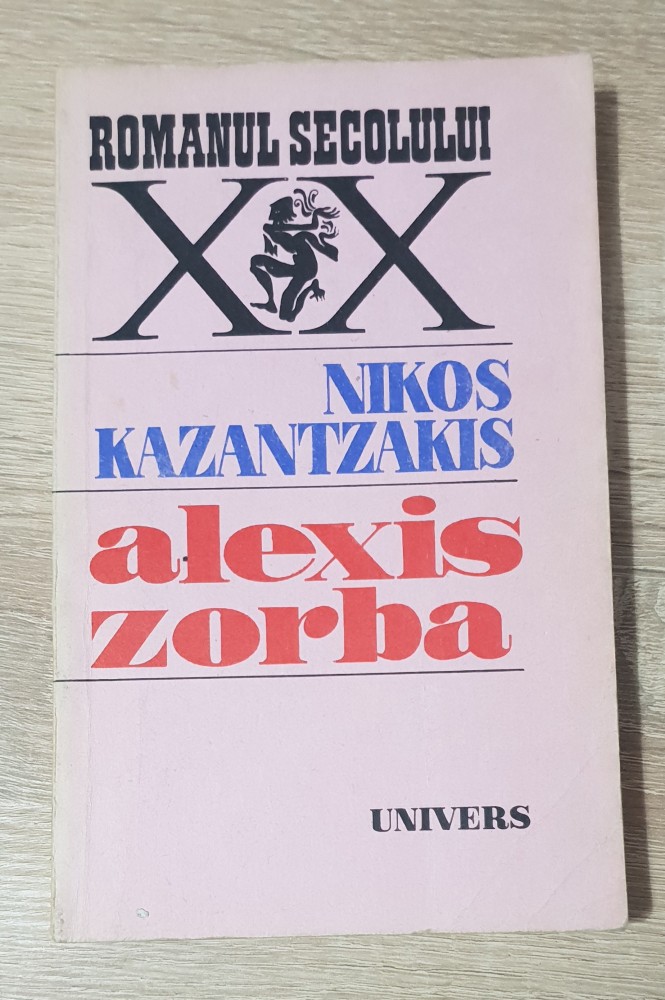 ROMANUL SECOLULUI
XX
NIKOS
KAZANTZAKIS
alexis
zorba
UNIVERS